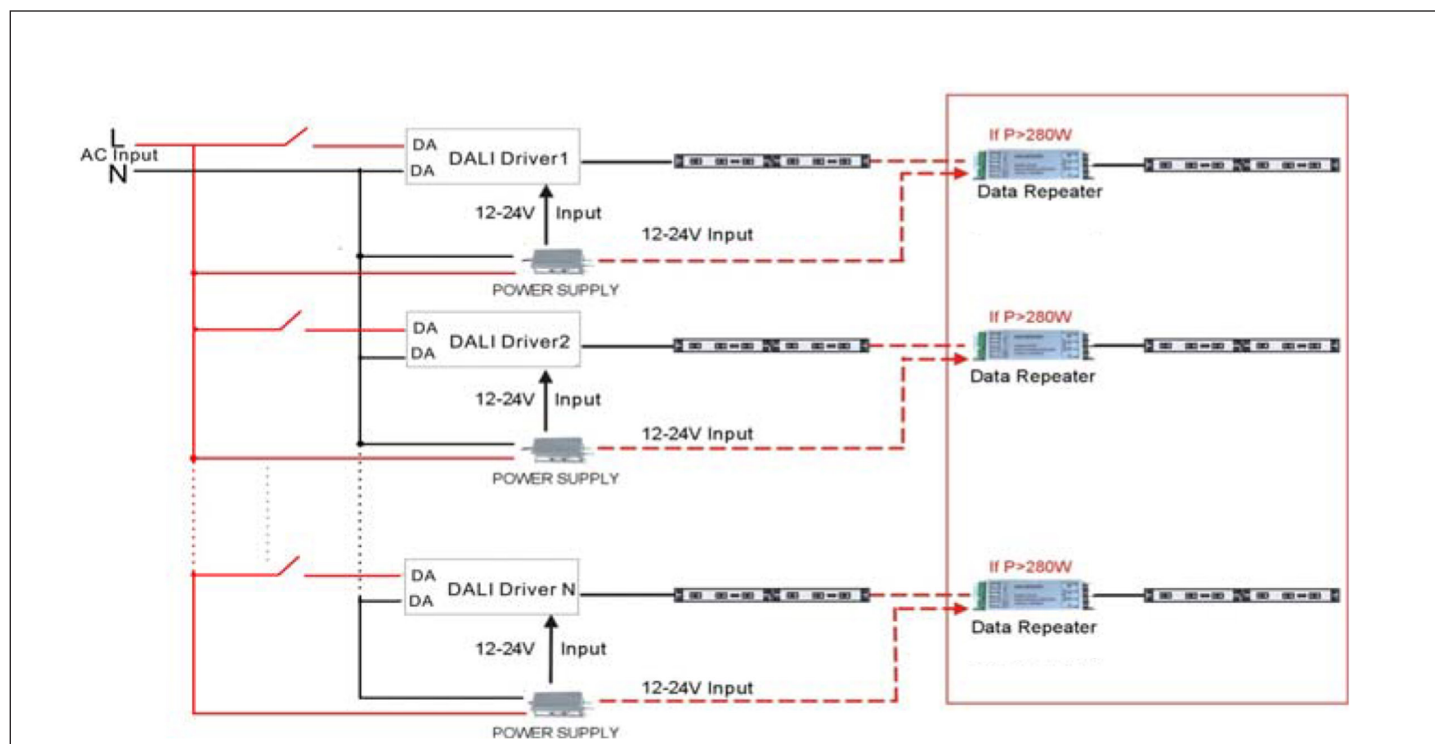 L
AC Input
N
DA
DA
DALI Driver1
If P>280W
Data Repeater
12-24V Input
12-24V Input
POWER SUPPLY
DA
DA
DALI Driver2
If P>280W
Data Repeater
12-24V Input
12-24V Input
POWER SUPPLY
DA
DA
DALI Driver N
If P>280W
Data Repeater
12-24V Input
12-24V Input
POWER SUPPLY